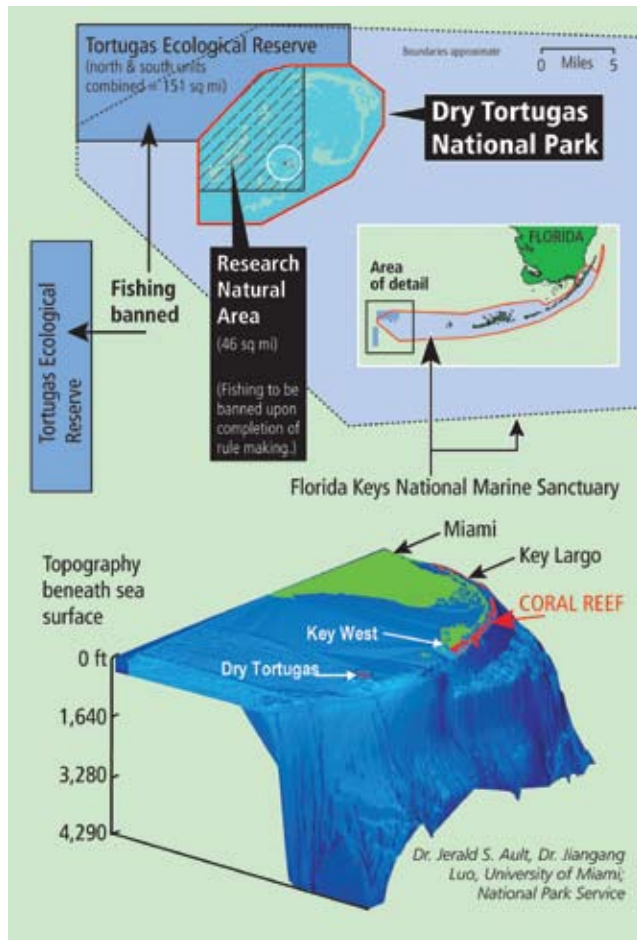 Tortugas Ecological Reserve
(north & south units
combined = 151 sq mi)
Boundaries approximate
0 Miles 5
Dry Tortugas
National Park
FLORIDA
Area
of detail
Research
Natural
Area
(46 sq mi)
(Fishing to be
banned upon
completion of
rule making.)
Fishing
banned
Tortugas Ecological
Reserve
Florida Keys National Marine Sanctuary
Miami
Key Largo
CORAL REEF
Topography
beneath sea
surface
Key West
Dry Tortugas
0 ft
1,640
3,280
4,290
Dr. Jerald S. Ault, Dr. Jiangang
Luo, University of Miami;
National Park Service